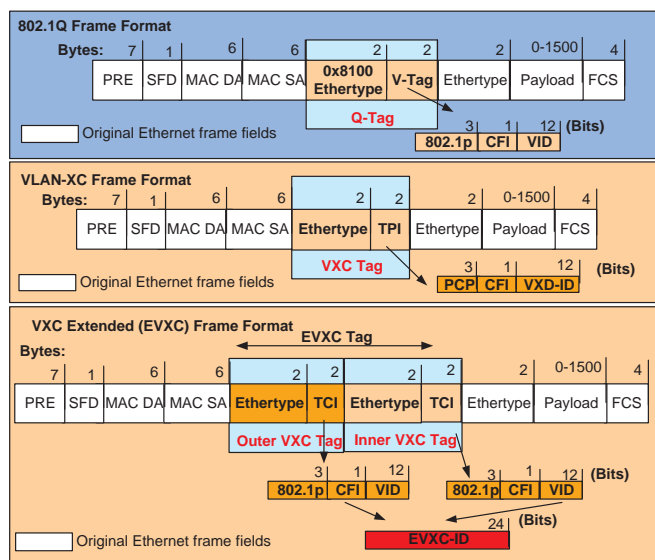 802.1Q Frame Format
Bytes: 7 1 6 6 2 2 2 0-1500 4
PRE SFD MAC DA MAC SA 0x8100 Ethertype V-Tag Ethertype Payload FCS
Q-Tag
3 1 12 (Bits)
Original Ethernet frame fields
802.1p CFI VID
VLAN-XC Frame Format
Bytes: 7 1 6 6 2 2 2 0-1500 4
PRE SFD MAC DA MAC SA Ethertype TPI Ethertype Payload FCS
VXC Tag
3 1 12 (Bits)
Original Ethernet frame fields
PCP CFI VXD-ID
VXC Extended (EVXC) Frame Format
EVXC Tag
Bytes:
7 1 6 6 2 2 2 2 2 0-1500 4
PRE SFD MAC DA MAC SA Ethertype TCI Ethertype TCI Ethertype Payload FCS
Outer VXC Tag Inner VXC Tag
3 1 12 3 1 12 (Bits)
802.1p CFI VID 802.1p CFI VID
24 (Bits)
Original Ethernet frame fields
EVXC-ID